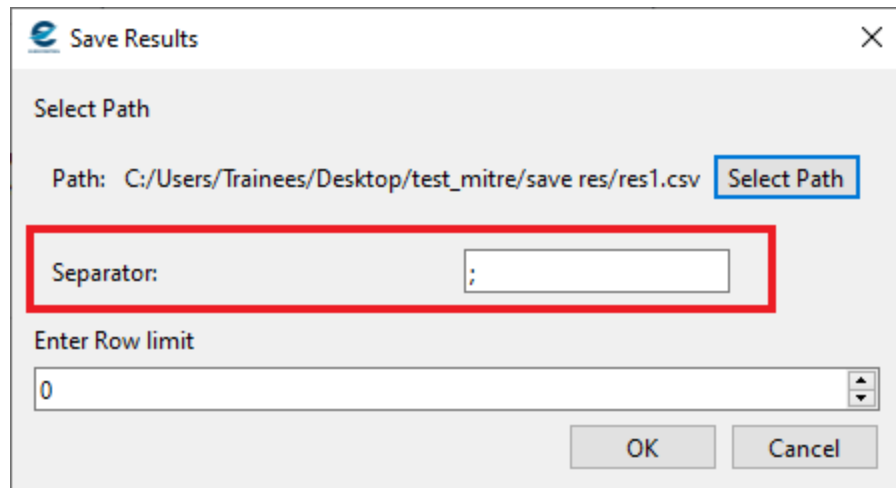 Save Results
Select Path
Path: C:/Users/Trainees/Desktop/test_mitre/save res/res1.csv Select Path
Separator: ;
Enter Row limit
0
OK Cancel